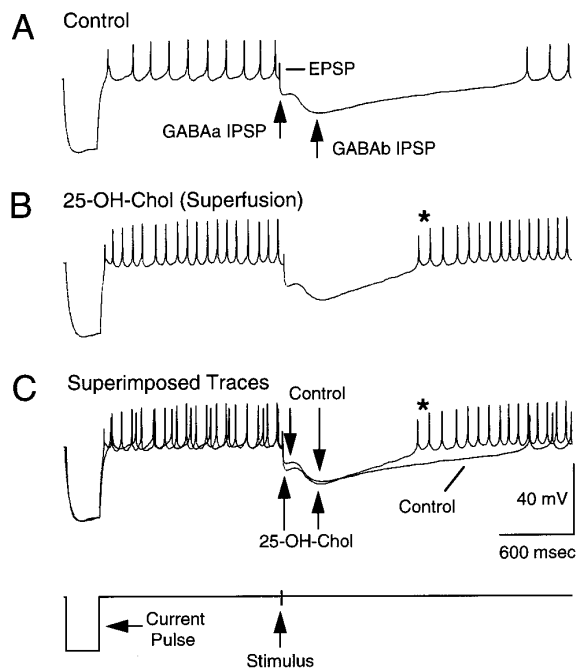 A
Control
EPSP
GABAa IPSP
GABAb IPSP
B
25-OH-Chol (Superfusion)
*
C
Superimposed Traces
Control
*
Control
25-OH-Chol
40 mV
600 msec
Current
Pulse
Stimulus